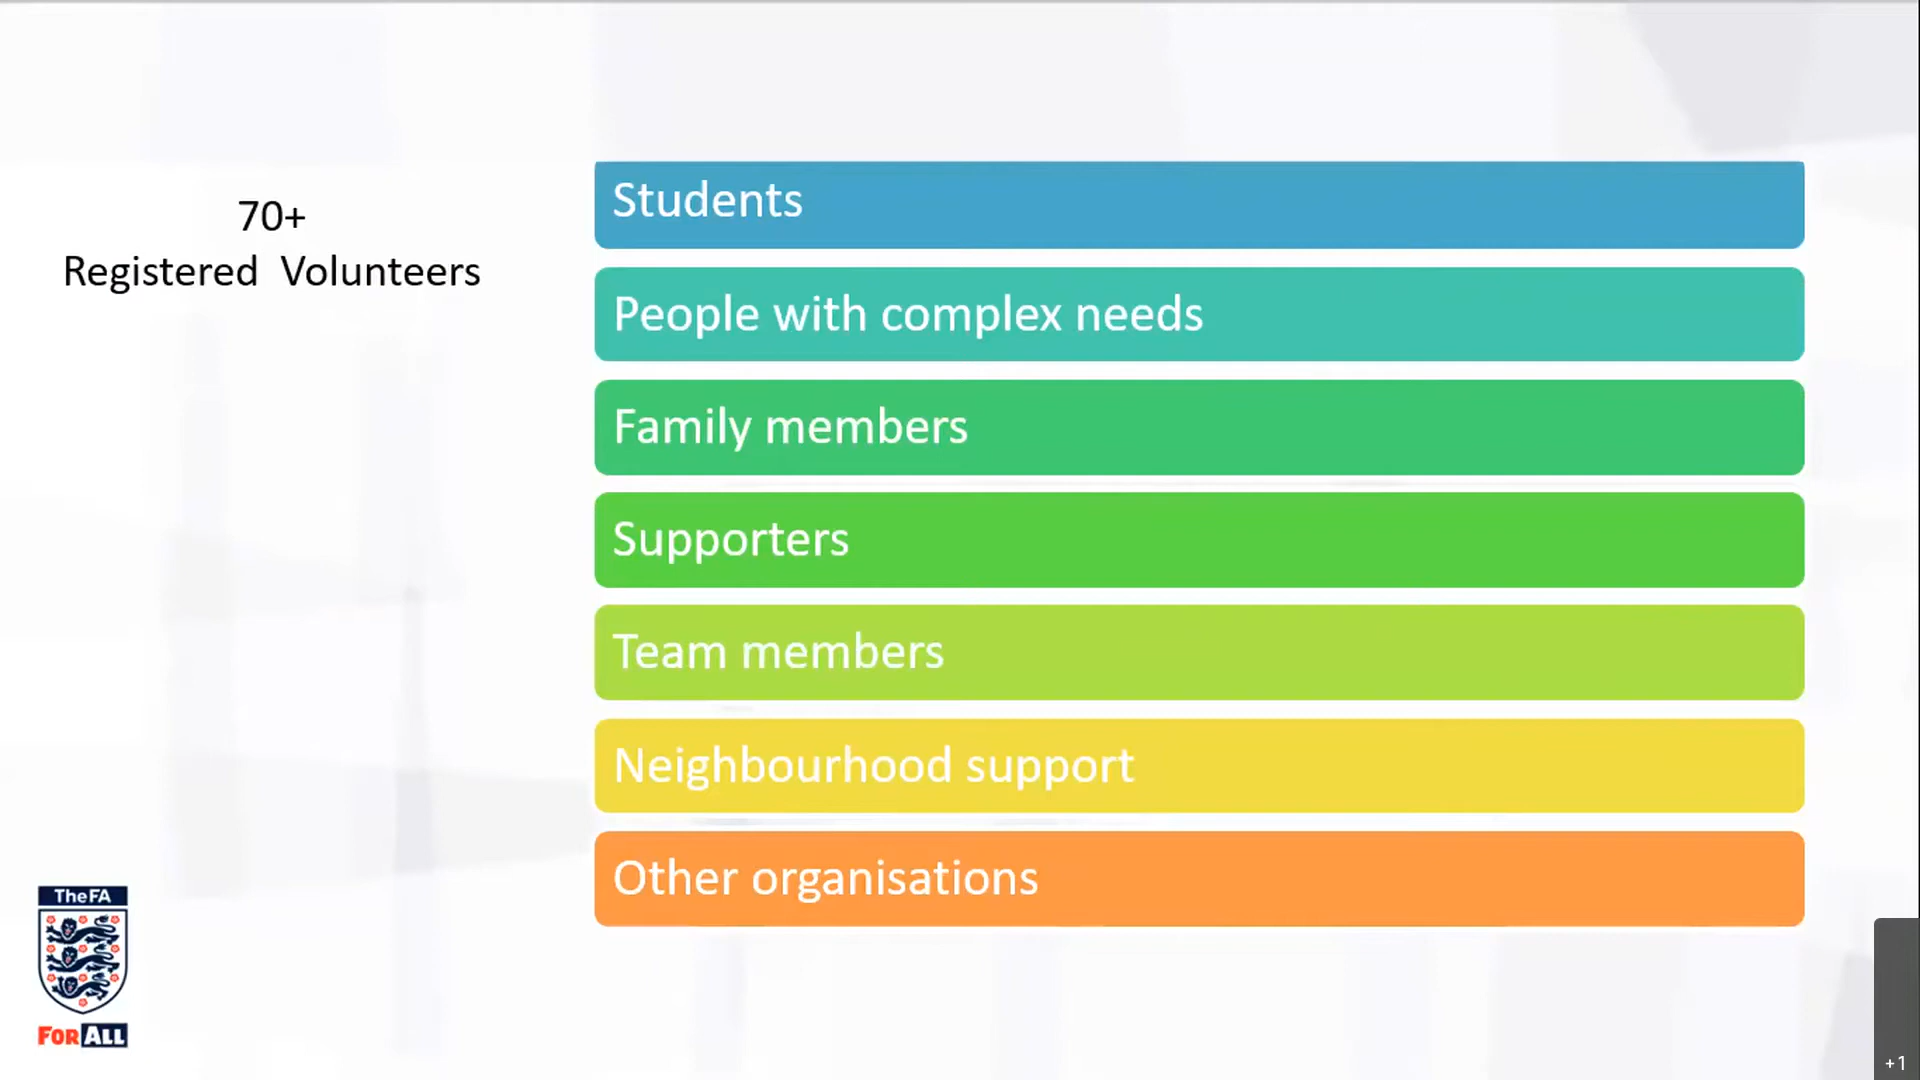 70+
Registered Volunteers
Students
People with complex needs
Family members
Supporters
Team members
Neighbourhood support
Other organisations
The FA
FOR ALL
+1